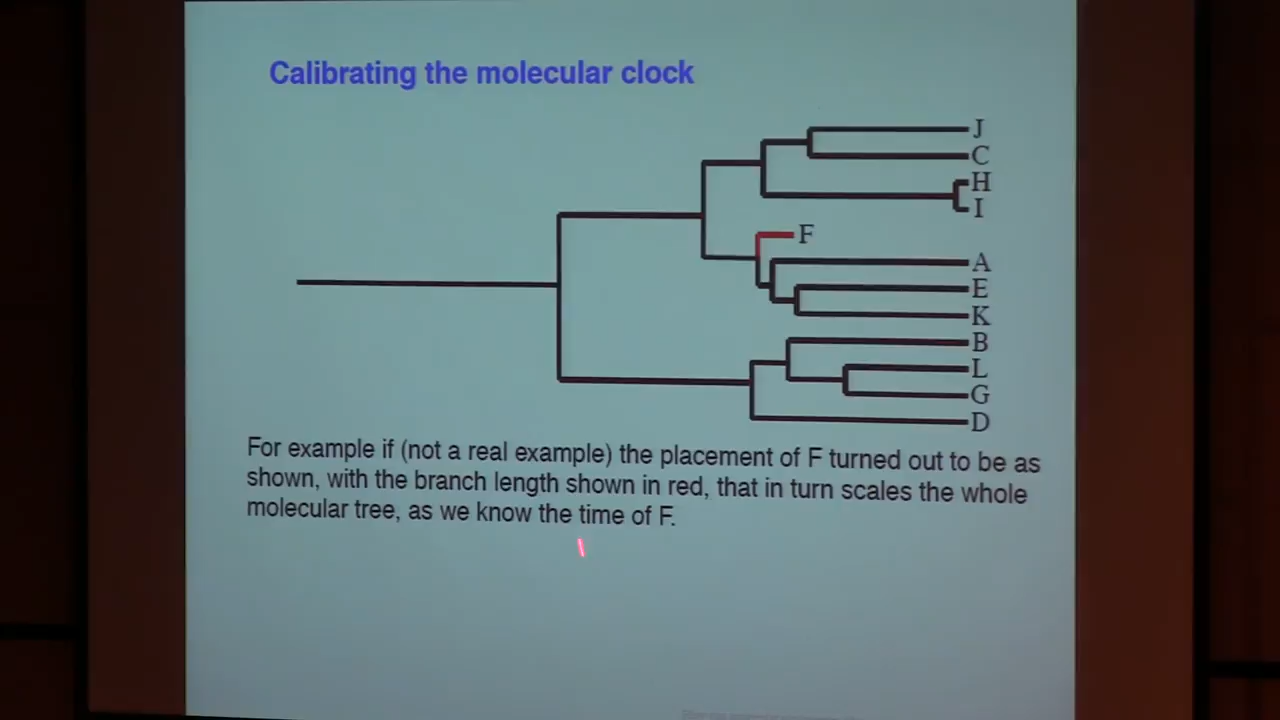 Calibrating the molecular clock
J
C
H
I
F
A
E
K
B
L
G
D
For example if (not a real example) the placement of F turned out to be as
shown, with the branch length shown in red, that in turn scales the whole
molecular tree, as we know the time of F.